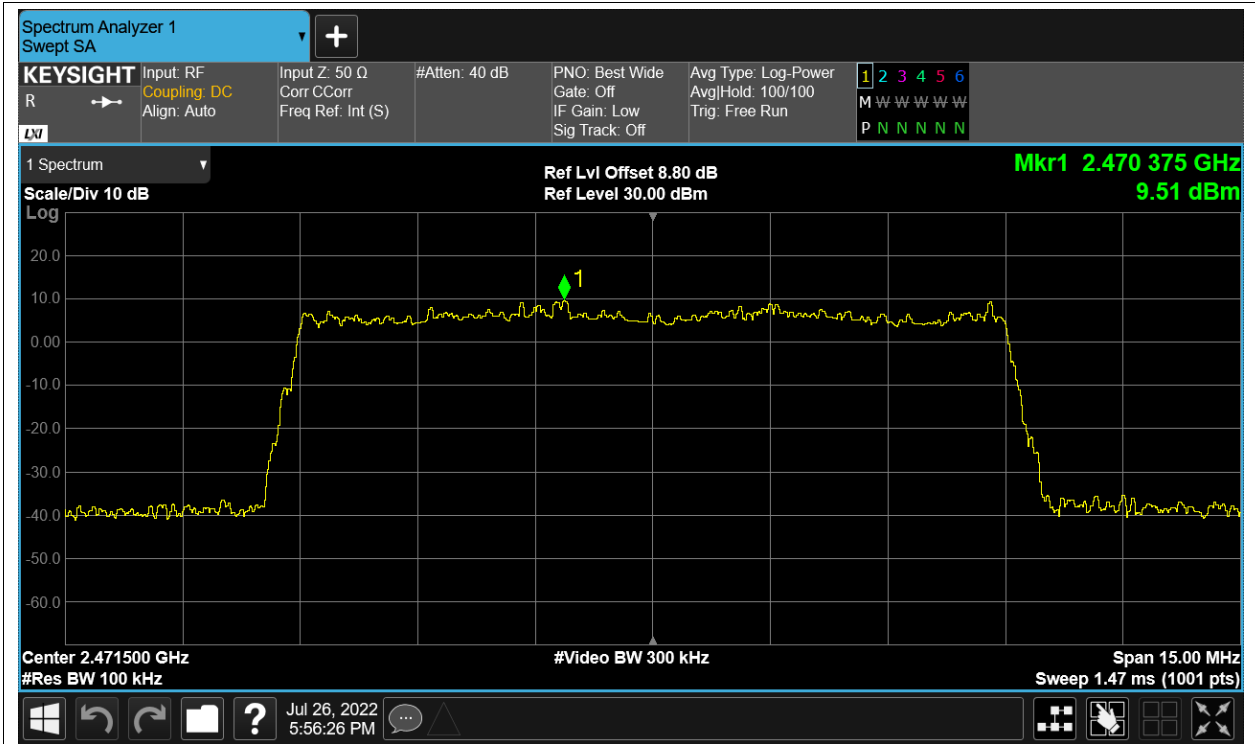 Spectrum Analyzer 1
Swept SA
+
KEYSIGHT
R
LXI
Input: RF
Coupling: DC
Align: Auto
Input Z: 50 Ω
Corr CCorr
Freq Ref: Int (S)
#Atten: 40 dB
PNO: Best Wide
Gate: Off
IF Gain: Low
Sig Track: Off
Avg Type: Log-Power
Avg|Hold: 100/100
Trig: Free Run
1 2 3 4 5 6
M W W W W W
P N N N N N
1 Spectrum
Scale/Div 10 dB
Ref Lvl Offset 8.80 dB
Ref Level 30.00 dBm
Mkr1 2.470 375 GHz
9.51 dBm
Log
20.0
10.0
0.00
-10.0
-20.0
-30.0
-40.0
-50.0
-60.0
1
Center 2.471500 GHz
#Video BW 300 kHz
Span 15.00 MHz
#Res BW 100 kHz
Sweep 1.47 ms (1001 pts)
?
Jul 26, 2022
5:56:26 PM